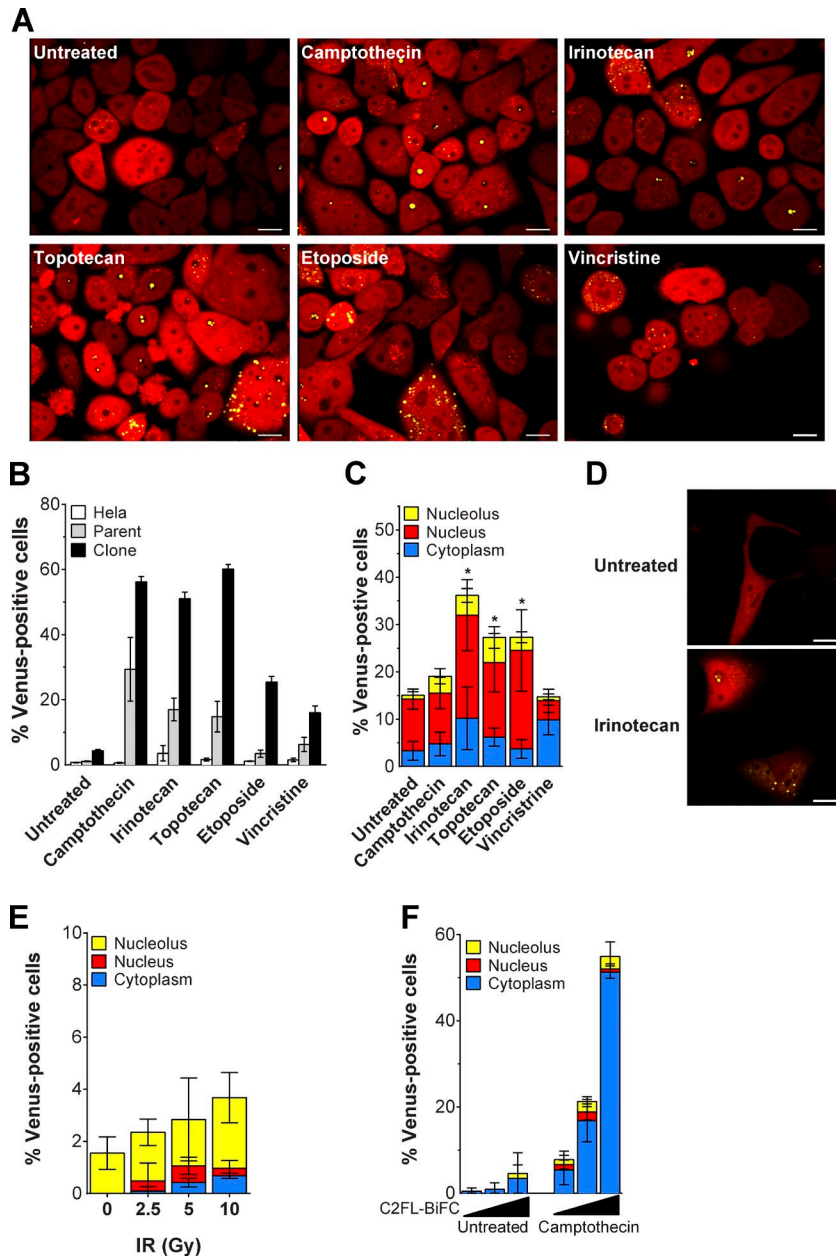 A
Untreated
Camptothecin
Irinotecan
Topotecan
Etoposide
Vincristine
B
% Venus-positive cells
80
60
40
20
0
Hela
Parent
Clone
Untreated
Camptothecin
Irinotecan
Topotecan
Etoposide
Vincristine
C
% Venus-postive cells
50
40
30
20
10
0
Nucleolus
Nucleus
Cytoplasm
*
*
*
Untreated
Camptothecin
Irinotecan
Topotecan
Etoposide
Vincristrine
D
Untreated
Irinotecan
E
% Venus-positive cells
10
8
6
4
2
0
Nucleolus
Nucleus
Cytoplasm
0 2.5 5 10
IR (Gy)
F
% Venus-positive cells
60
40
20
0
Nucleolus
Nucleus
Cytoplasm
C2FL-BiFC
Untreated Camptothecin